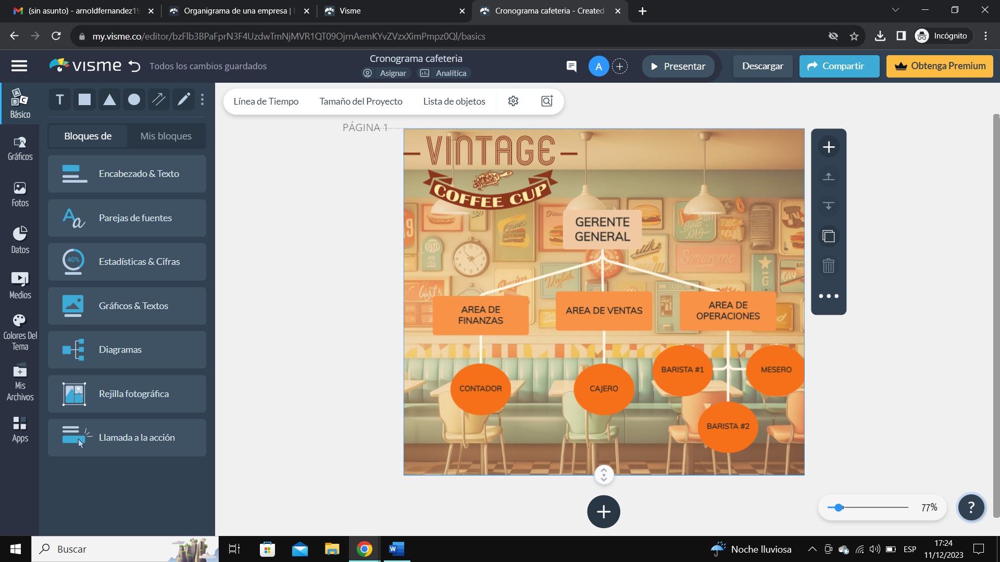 (sin asunto) - arnoldfernandez19
Organigrama de una empresa |
Visme
Cronograma cafeteria - Created
my.visme.co/editor/bzFlb3BPaFprN3F4UzdwTmNjMVR1QT09OjrnAemKYvZVzxXimPmpz0Ql/basics
Incógnito
visme
Todos los cambios guardados
Cronograma cafeteria
Asignar
Analítica
A
Presentar
Descargar
Compartir
Obtenga Premium
Básico
Gráficos
Fotos
Datos
Medios
Colores Del
Tema
Mis
Archivos
Apps
T
Bloques de
Mis bloques
Encabezado & Texto
Parejas de fuentes
40%
Estadísticas & Cifras
Gráficos & Textos
Diagramas
Rejilla fotográfica
Llamada a la acción
Línea de Tiempo
Tamaño del Proyecto
Lista de objetos
PÁGINA 1
VINTAGE
COFFEE CUP
GERENTE
GENERAL
AREA DE
FINANZAS
AREA DE VENTAS
AREA DE
OPERACIONES
CONTADOR
CAJERO
BARISTA #1
MESERO
BARISTA #2
77%
?
Buscar
Noche lluviosa
ESP
17:24
11/12/2023